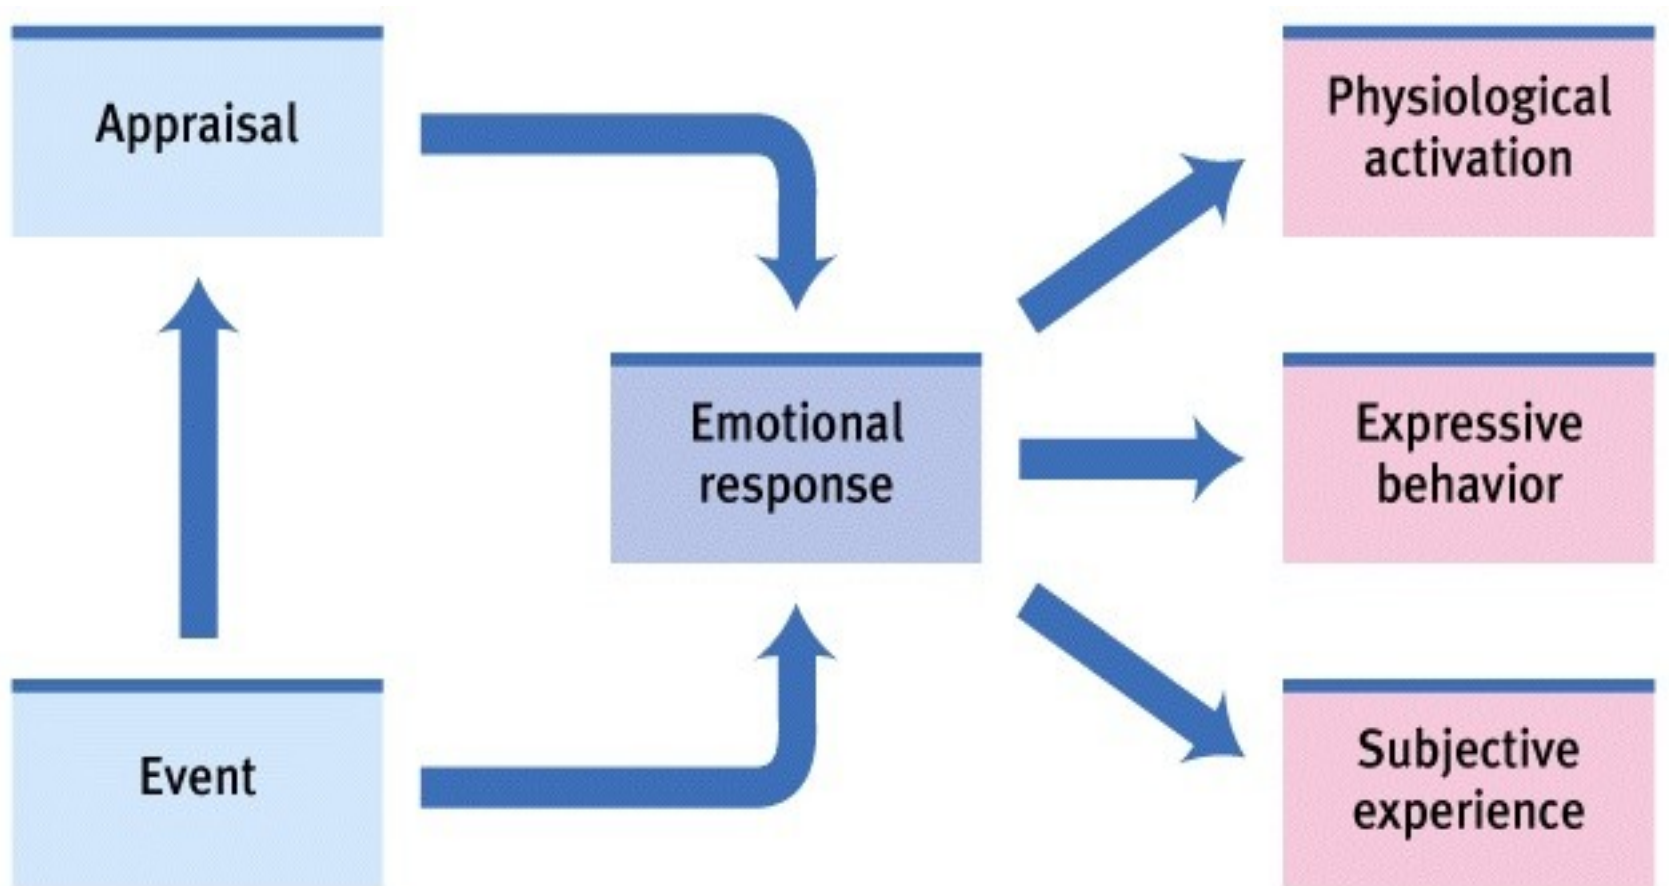 Appraisal
Physiological
activation
Emotional
response
Expressive
behavior
Event
Subjective
experience